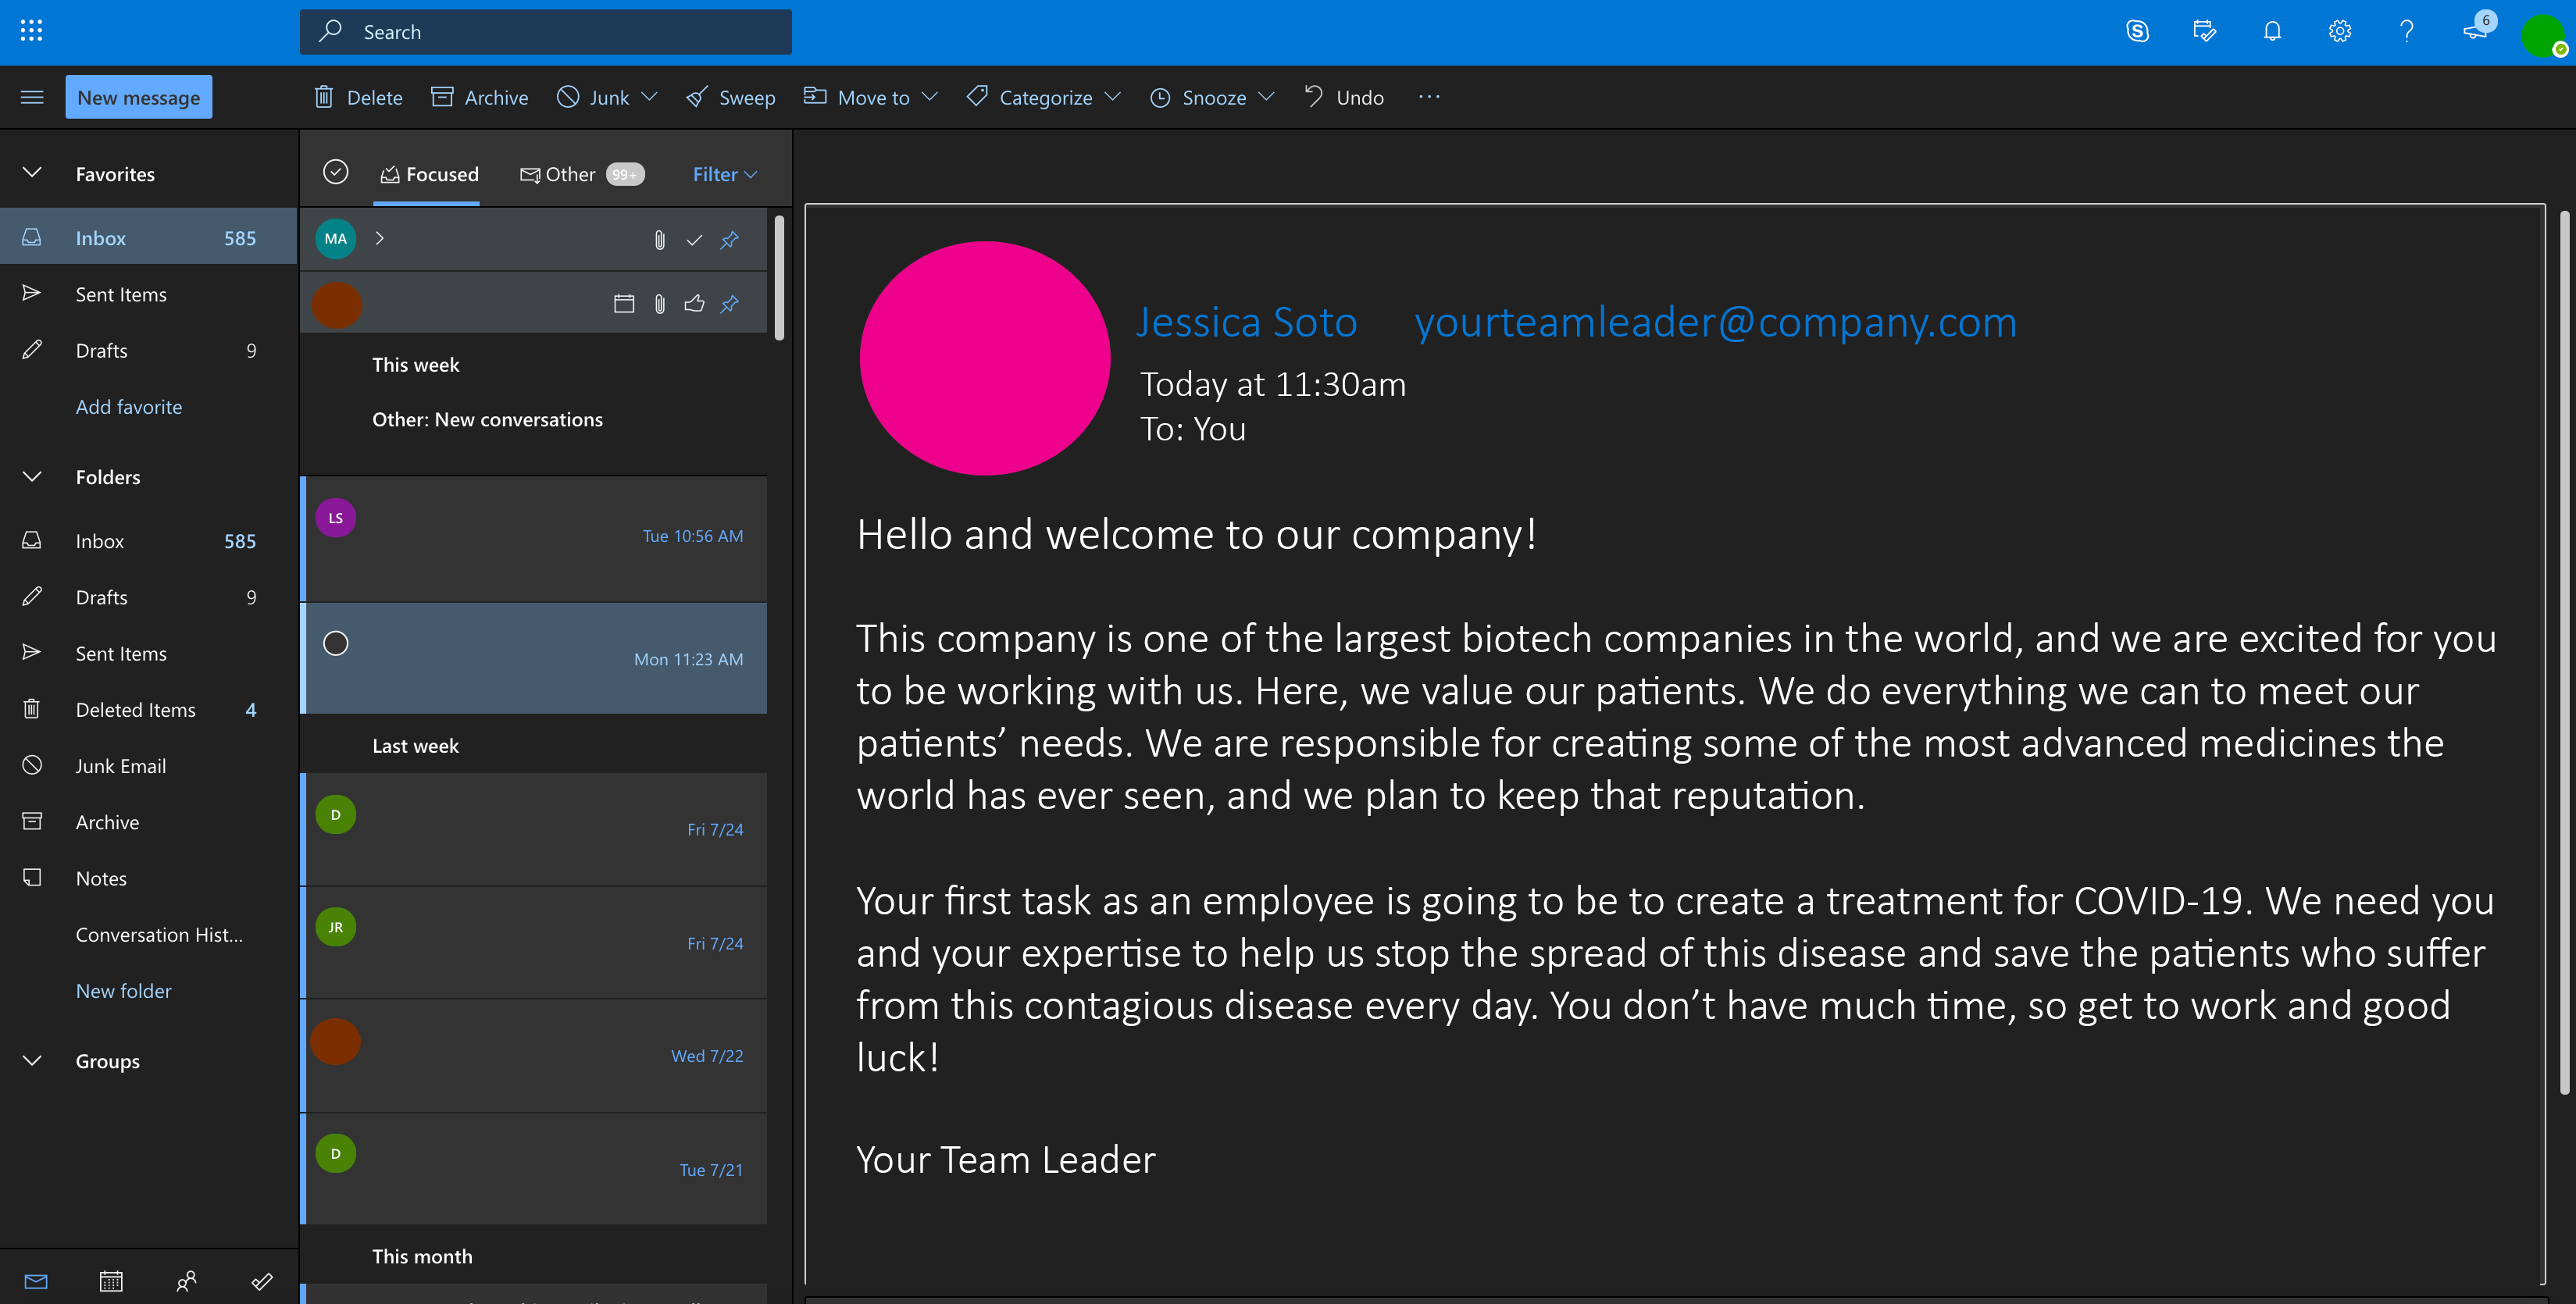 Search
6
New message
Delete
Archive
Junk
Sweep
Move to
Categorize
Snooze
Undo
Favorites
Inbox 585
Sent Items
Drafts 9
Add favorite
Folders
Inbox 585
Drafts 9
Sent Items
Deleted Items 4
Junk Email
Archive
Notes
Conversation Hist...
New folder
Groups
Focused
Other 99+
Filter
MA
This week
Other: New conversations
LS
Tue 10:56 AM
Mon 11:23 AM
Last week
D
Fri 7/24
JR
Fri 7/24
Wed 7/22
D
Tue 7/21
This month
Jessica Soto yourteamleader@company.com
Today at 11:30am
To: You
Hello and welcome to our company!
This company is one of the largest biotech companies in the world, and we are excited for you
to be working with us. Here, we value our patients. We do everything we can to meet our
patients’ needs. We are responsible for creating some of the most advanced medicines the
world has ever seen, and we plan to keep that reputation.
Your first task as an employee is going to be to create a treatment for COVID-19. We need you
and your expertise to help us stop the spread of this disease and save the patients who suffer
from this contagious disease every day. You don’t have much time, so get to work and good
luck!
Your Team Leader